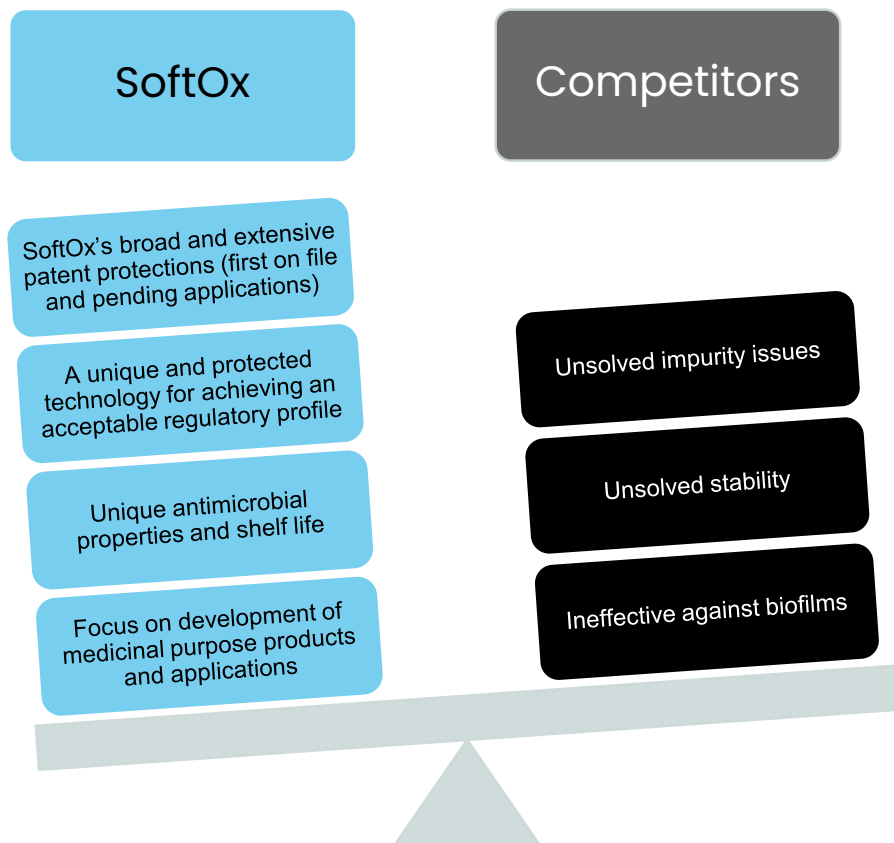 SoftOx
Competitors
SoftOx’s broad and extensive
patent protections (first on file
and pending applications)
A unique and protected
technology for achieving an
acceptable regulatory profile
Unique antimicrobial
properties and shelf life
Focus on development of
medicinal purpose products
and applications
Unsolved impurity issues
Unsolved stability
Ineffective against biofilms